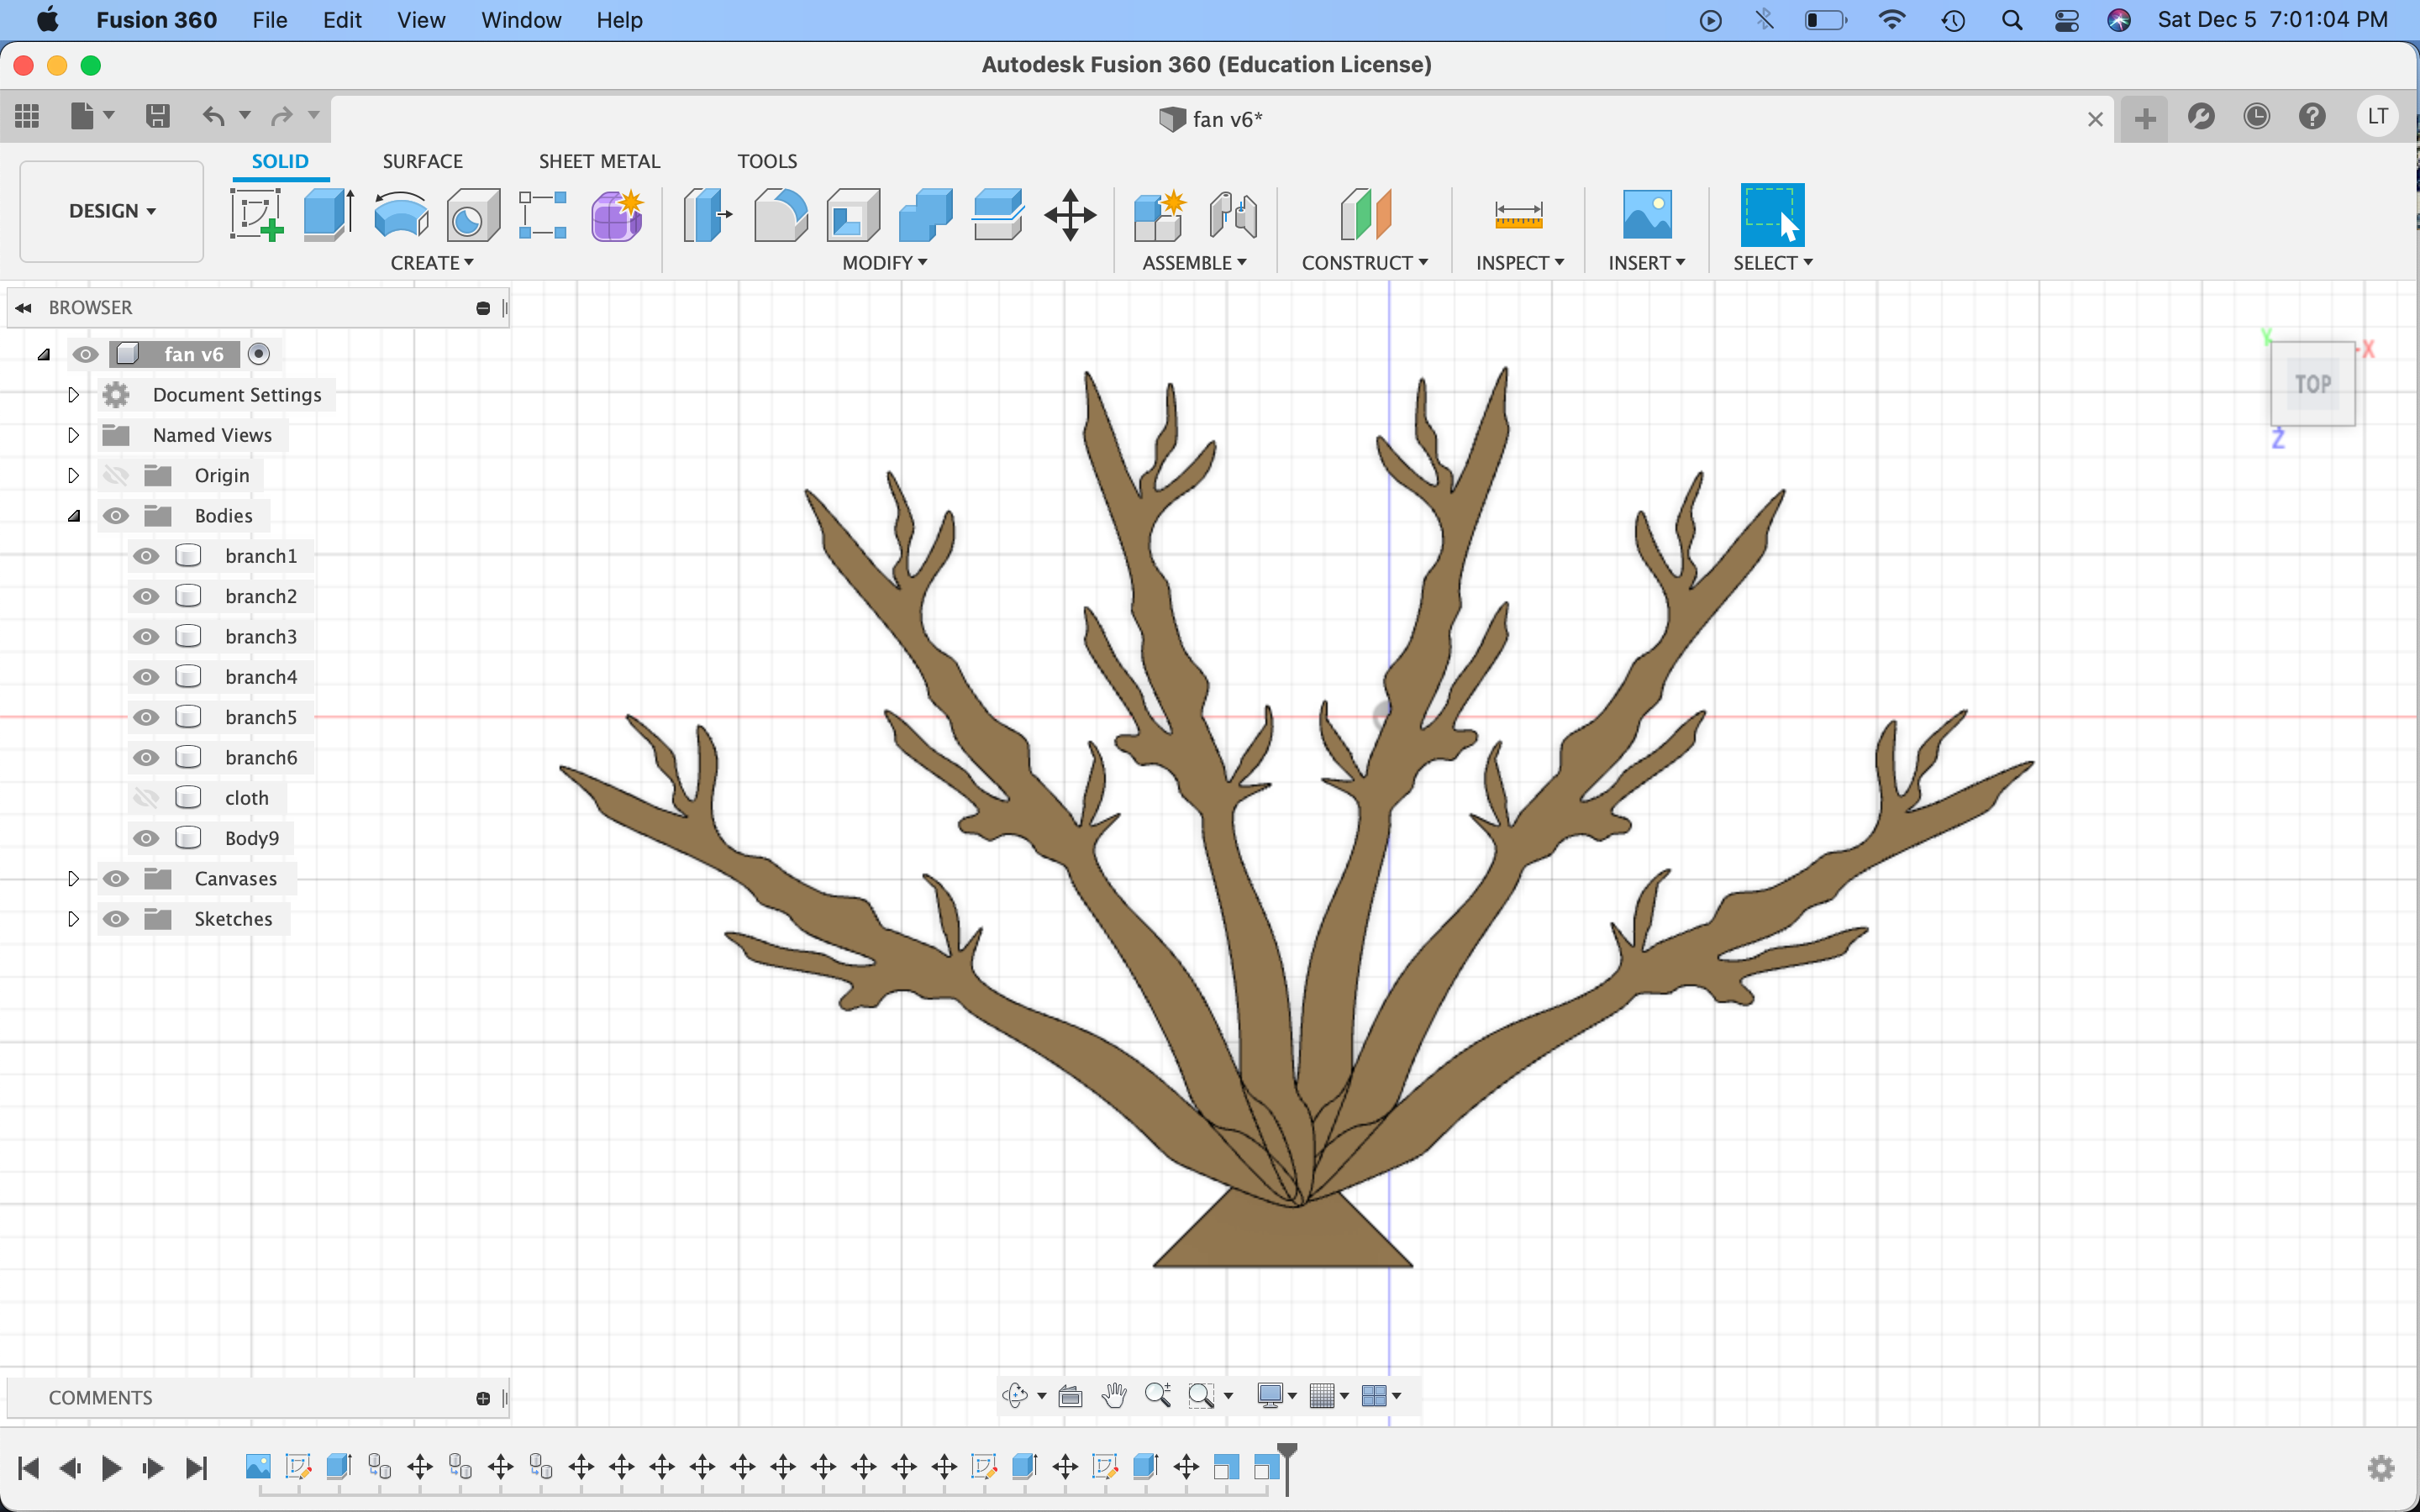 Fusion 360 File Edit View Window Help Sat Dec 5 7:01:04 PM
Autodesk Fusion 360 (Education License)
fan v6* LT
SOLID SURFACE SHEET METAL TOOLS
DESIGN
CREATE MODIFY ASSEMBLE CONSTRUCT INSPECT INSERT SELECT
BROWSER
fan v6
Document Settings
Named Views
Origin
Bodies
branch1
branch2
branch3
branch4
branch5
branch6
cloth
Body9
Canvases
Sketches
Y
X
TOP
Z
COMMENTS